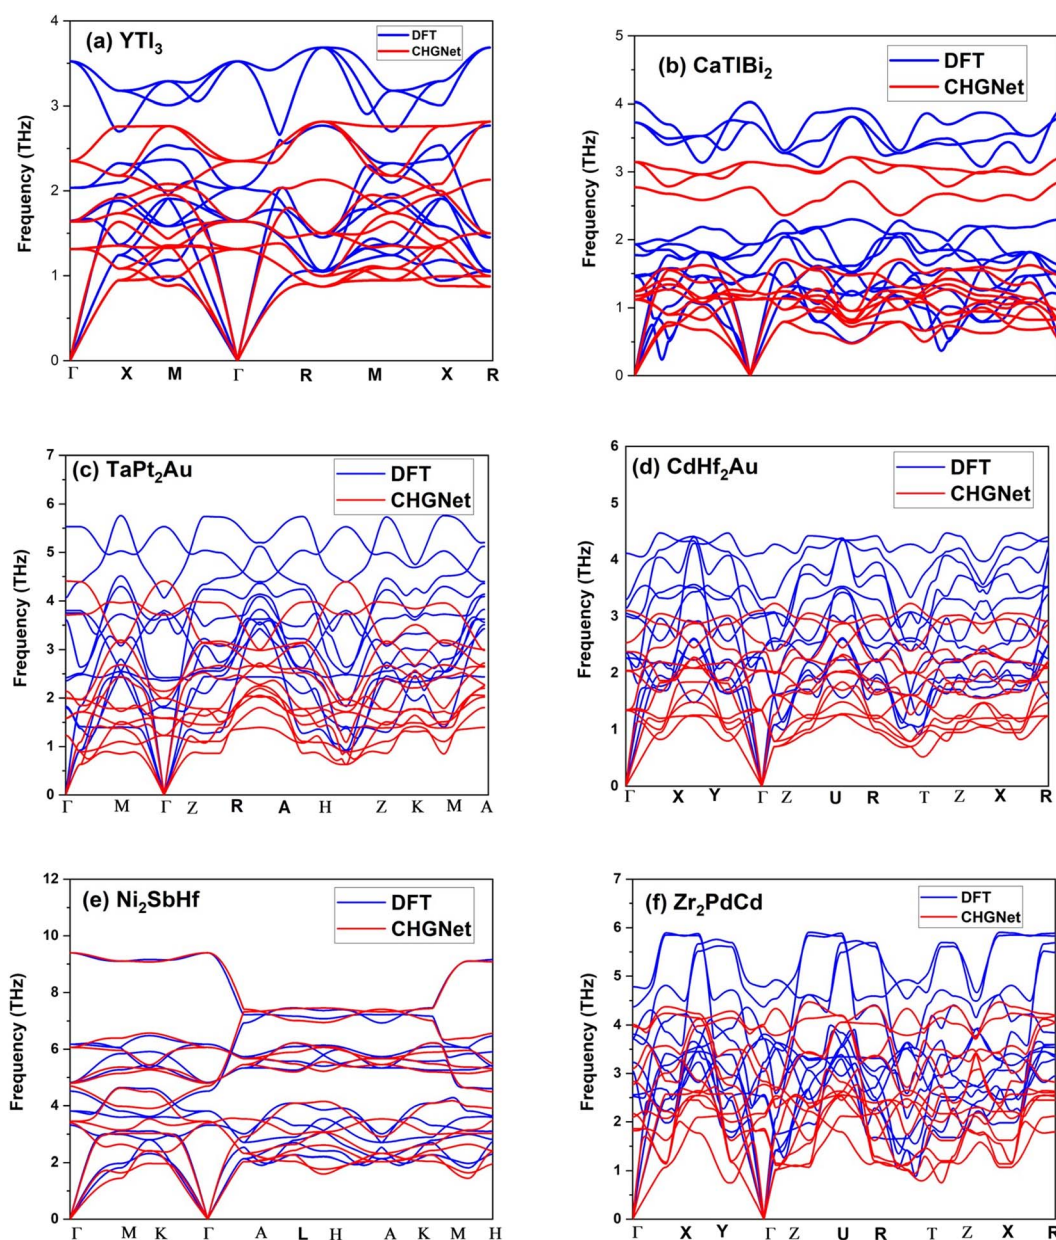 (a) YTl₃
DFT
CHGNet
Frequency (THz)
4
3
2
1
0
Γ X M Γ R M X R
(b) CaTlBi₂
DFT
CHGNet
Frequency (THz)
5
4
3
2
1
0
(c) TaPt₂Au
DFT
CHGNet
Frequency (THz)
7
6
5
4
3
2
1
0
Γ M Γ Z R A H Z K M A
(d) CdHf₂Au
DFT
CHGNet
Frequency (THz)
6
5
4
3
2
1
0
Γ X Y Γ Z U R T Z X R
(e) Ni₂SbHf
DFT
CHGNet
Frequency (THz)
12
10
8
6
4
2
0
Γ M K Γ A L H A K M H
(f) Zr₂PdCd
DFT
CHGNet
Frequency (THz)
7
6
5
4
3
2
1
0
Γ X Y Γ Z U R T Z X R